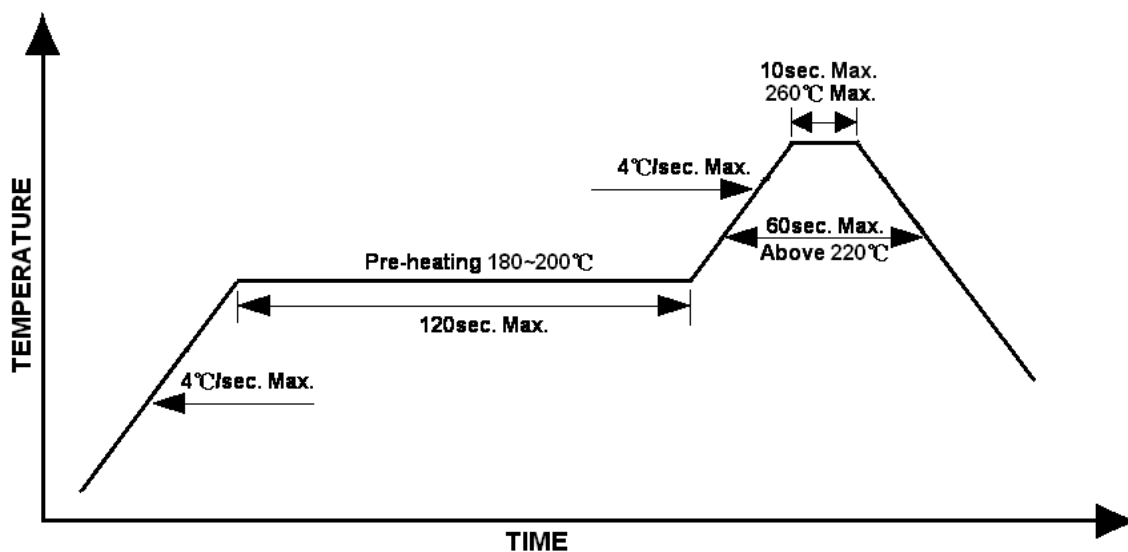 10sec. Max.
260℃ Max.
4℃/sec. Max.
60sec. Max.
Above 220℃
Pre-heating 180~200℃
120sec. Max.
4℃/sec. Max.
TEMPERATURE
TIME